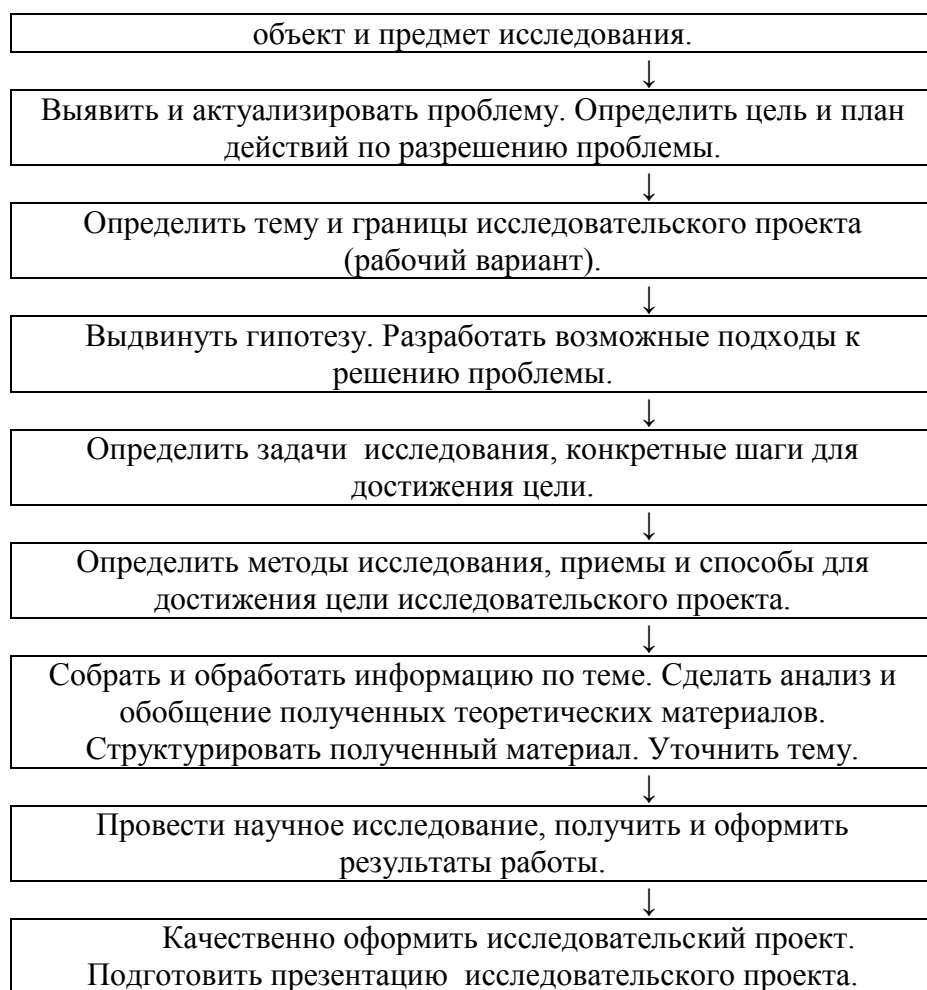 объект и предмет исследования.
↓
Выявить и актуализировать проблему. Определить цель и план
действий по разрешению проблемы.
↓
Определить тему и границы исследовательского проекта
(рабочий вариант).
↓
Выдвинуть гипотезу. Разработать возможные подходы к
решению проблемы.
↓
Определить задачи  исследования, конкретные шаги для
достижения цели.
↓
Определить методы исследования, приемы и способы для
достижения цели исследовательского проекта.
↓
Собрать и обработать информацию по теме. Сделать анализ и
обобщение полученных теоретических материалов.
Структурировать полученный материал. Уточнить тему.
↓
Провести научное исследование, получить и оформить
результаты работы.
↓
Качественно оформить исследовательский проект.
Подготовить презентацию  исследовательского проекта.